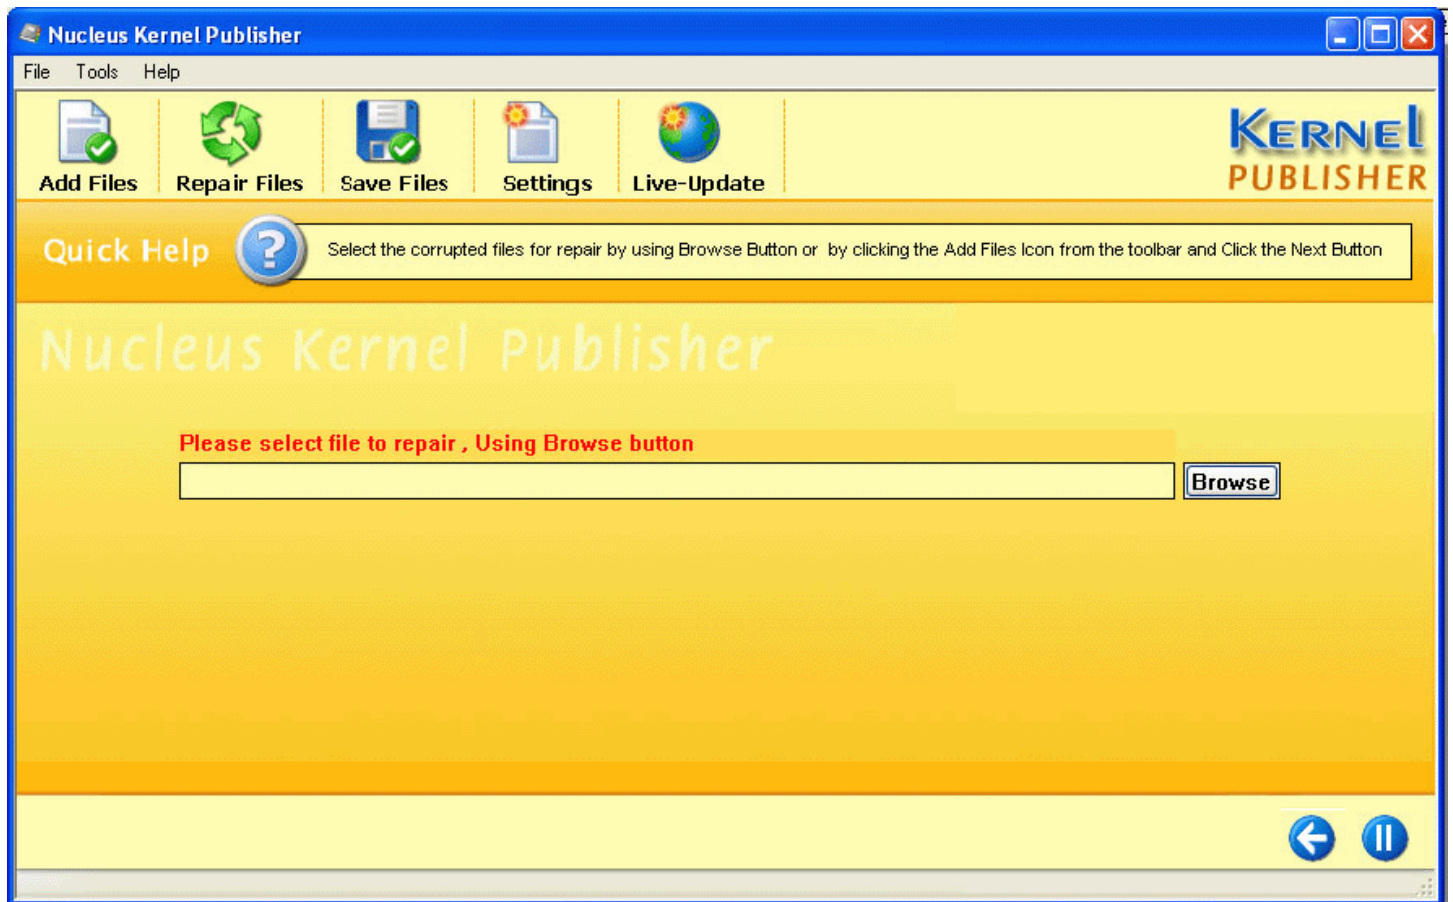 Nucleus Kernel Publisher
File Tools Help
Add Files Repair Files Save Files Settings Live-Update
KERNEL
PUBLISHER
Quick Help ? Select the corrupted files for repair by using Browse Button or by clicking the Add Files Icon from the toolbar and Click the Next Button
Nucleus Kernel Publisher
Please select file to repair , Using Browse button
Browse